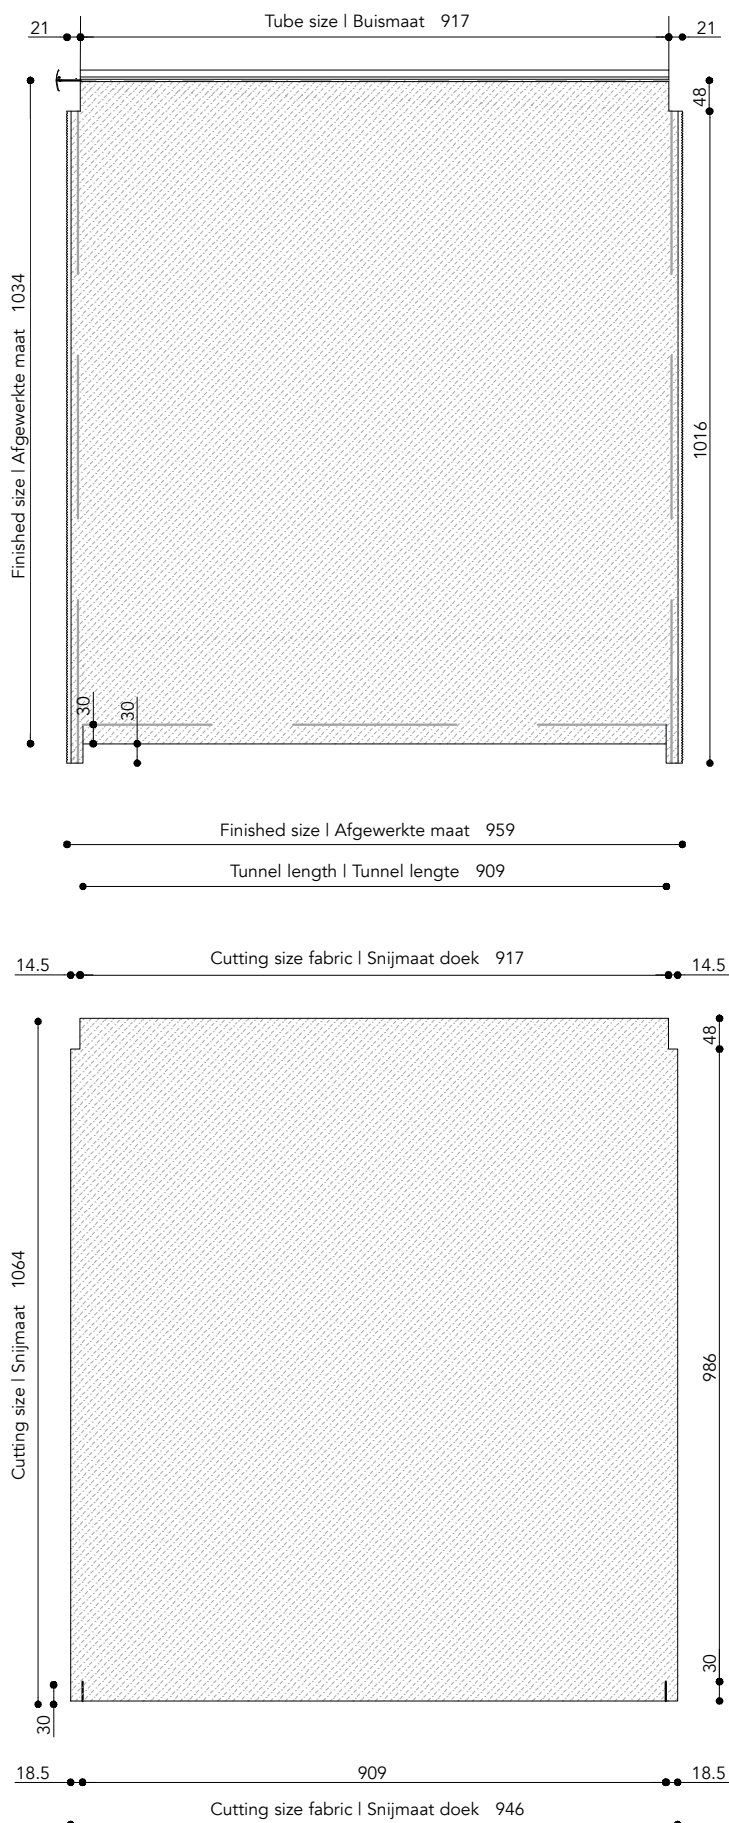 21
Tube size | Buismaat 917
21
48
Finished size | Afgewerkte maat 1034
1016
30
30
Finished size | Afgewerkte maat 959
Tunnel length | Tunnel lengte 909
14.5
Cutting size fabric | Snijmaat doek 917
14.5
48
Cutting size | Snijmaat 1064
986
30
30
18.5
909
18.5
Cutting size fabric | Snijmaat doek 946